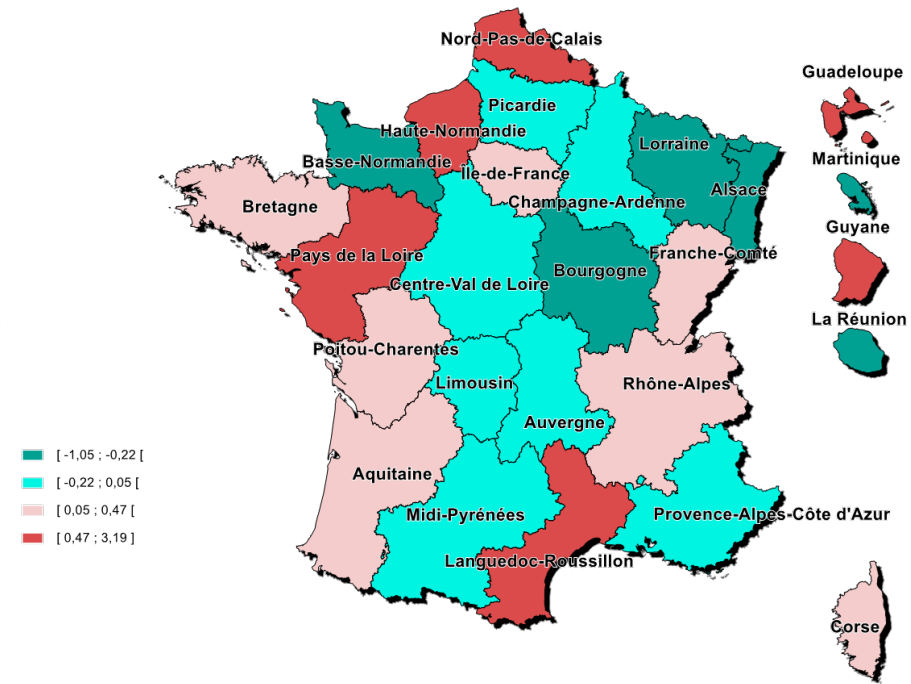 Nord-Pas-de-Calais
Guadeloupe
Picardie
Haute-Normandie
Lorraine
Basse-Normandie
Martinique
Île-de-France
Alsace
Champagne-Ardenne
Bretagne
Guyane
Pays de la Loire
Franche-Comté
Bourgogne
Centre-Val de Loire
La Réunion
Poitou-Charentes
Limousin
Rhône-Alpes
Auvergne
[ -1,05 ; -0,22 [
Aquitaine
[ -0,22 ; 0,05 [
[ 0,05 ; 0,47 [
Midi-Pyrénées
Provence-Alpes-Côte d'Azur
[ 0,47 ; 3,19 ]
Languedoc-Roussillon
Corse